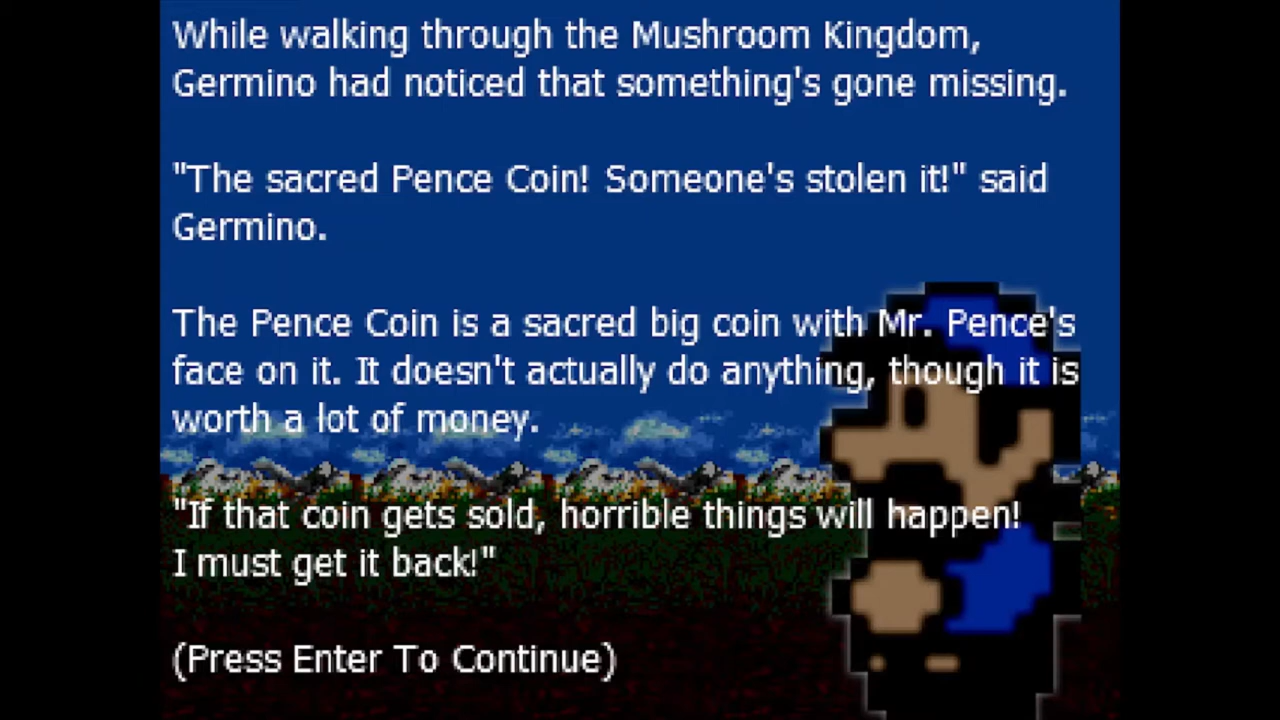 While walking through the Mushroom Kingdom,
Germino had noticed that something's gone missing.
"The sacred Pence Coin! Someone's stolen it!" said
Germino.
The Pence Coin is a sacred big coin with Mr. Pence's
face on it. It doesn't actually do anything, though it is
worth a lot of money.
"If that coin gets sold, horrible things will happen!
I must get it back!"
(Press Enter To Continue)